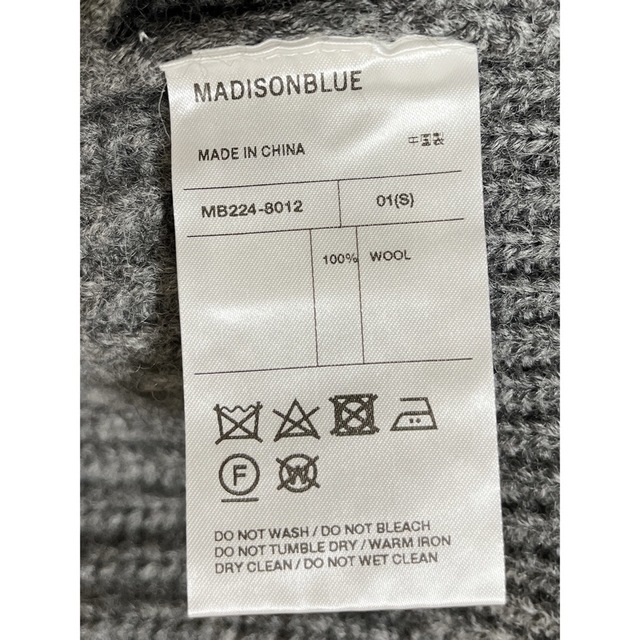 MADISONBLUE
MADE IN CHINA 中国製
MB224-8012 01(S)
100% WOOL
F W
DO NOT WASH / DO NOT BLEACH
DO NOT TUMBLE DRY / WARM IRON
DRY CLEAN / DO NOT WET CLEAN